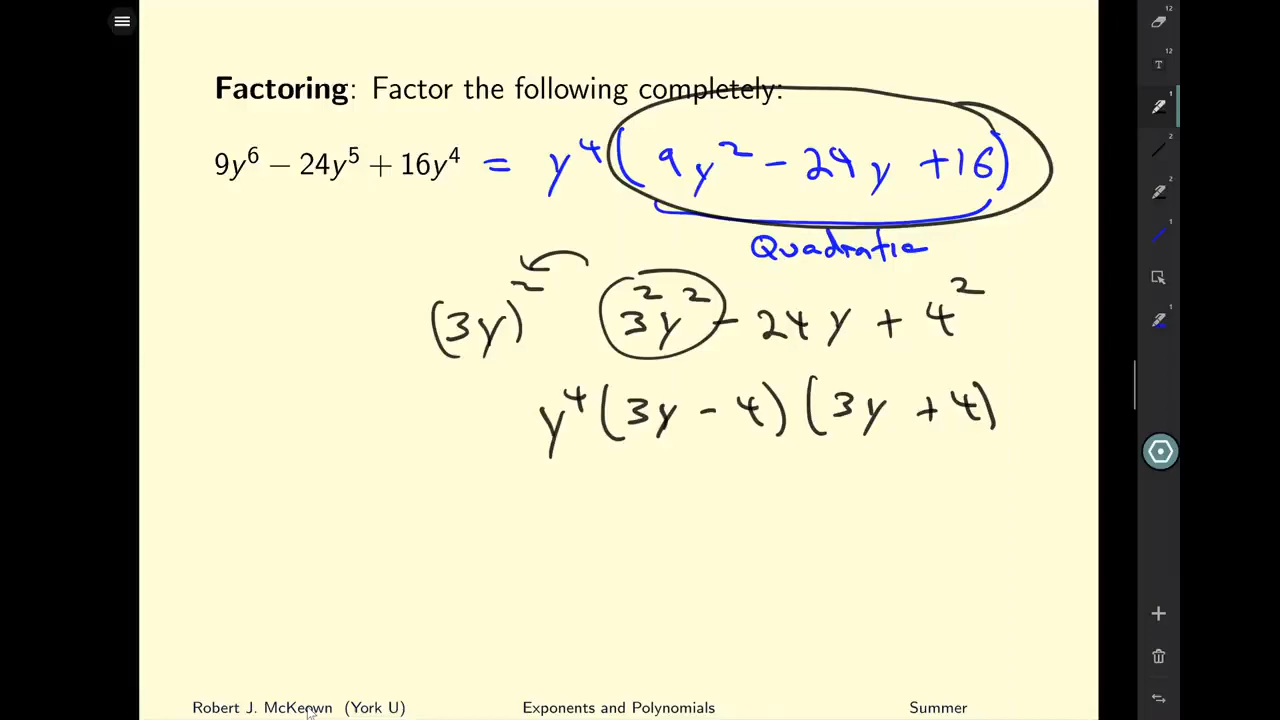 Factoring: Factor the following completely:
9y⁶ − 24y⁵ + 16y⁴ = y⁴(9y² − 24y + 16)
Quadratic
(3y)² 3²y² − 24y + 4²
y⁴(3y − 4)(3y + 4)
Robert J. McKeown (York U) Exponents and Polynomials Summer